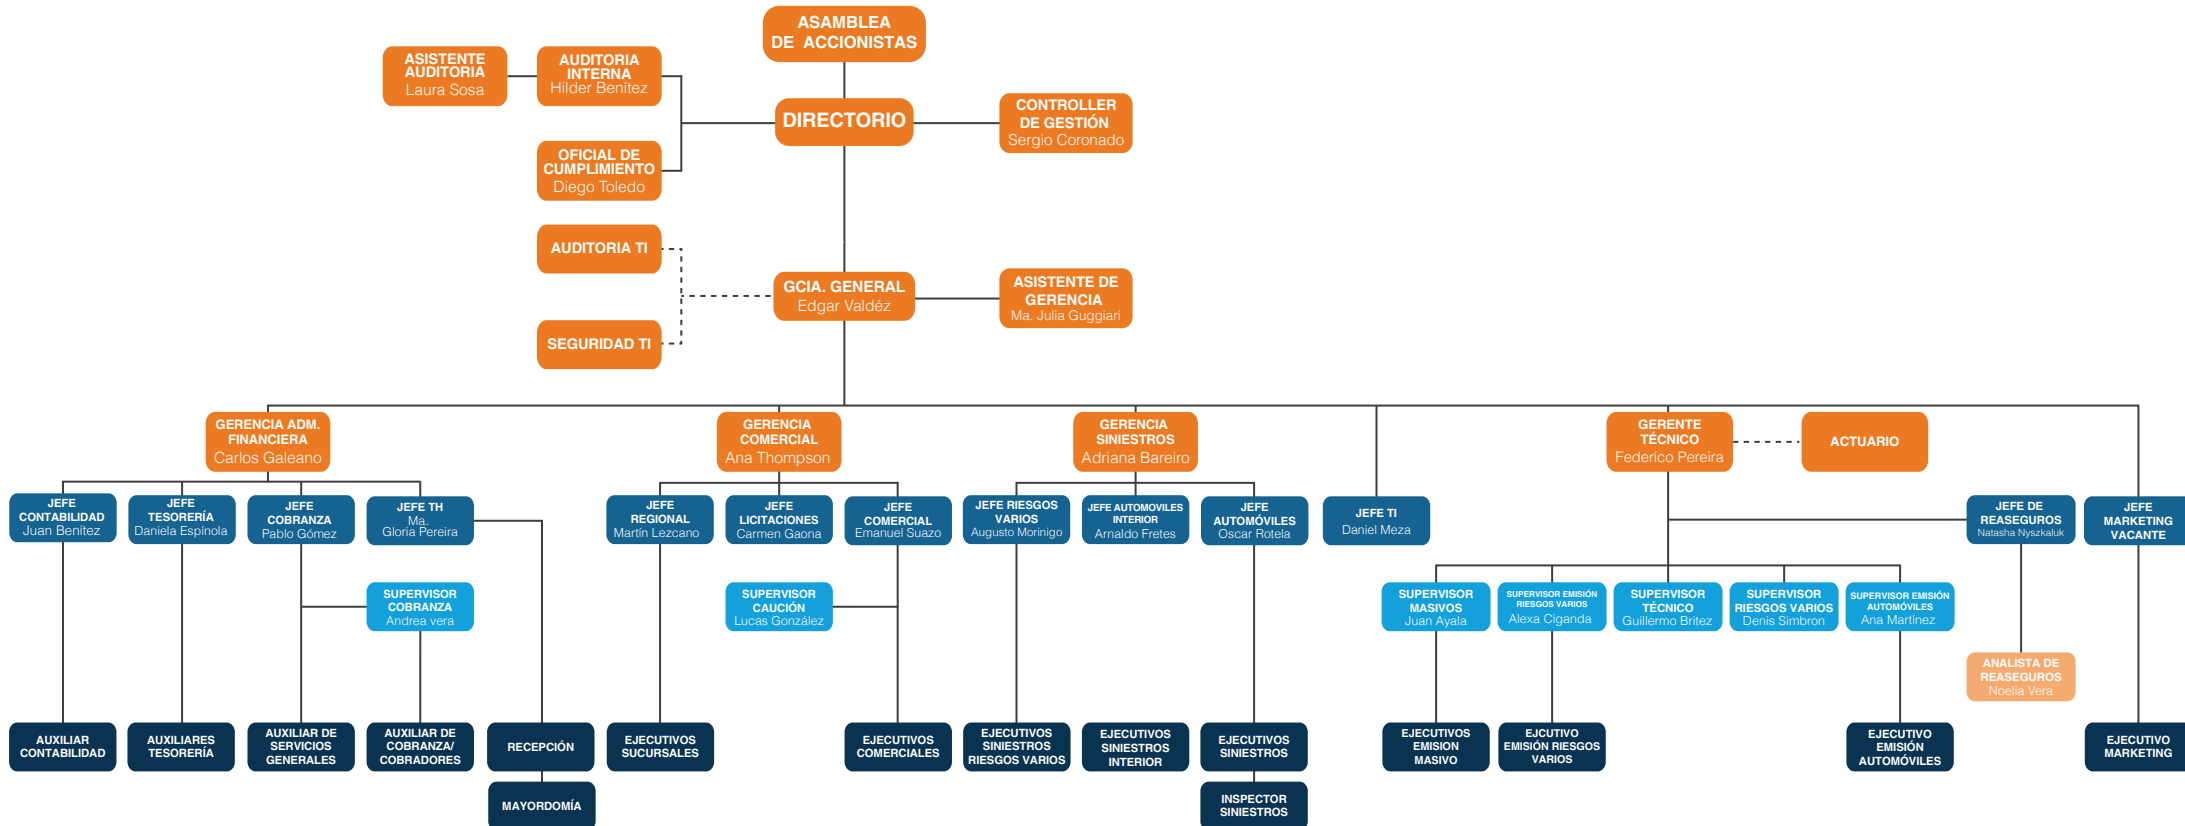 ASAMBLEA
DE ACCIONISTAS
ASISTENTE
AUDITORIA
Laura Sosa
AUDITORIA
INTERNA
Hilder Benítez
DIRECTORIO
CONTROLLER
DE GESTIÓN
Sergio Coronado
OFICIAL DE
CUMPLIMIENTO
Diego Toledo
AUDITORIA TI
GCIA. GENERAL
Edgar Valdéz
ASISTENTE DE
GERENCIA
Ma. Julia Guggiari
SEGURIDAD TI
GERENCIA ADM.
FINANCIERA
Carlos Galeano
GERENCIA
COMERCIAL
Ana Thompson
GERENCIA
SINIESTROS
Adriana Bareiro
GERENTE
TÉCNICO
Federíco Pereira
ACTUARIO
JEFE
CONTABILIDAD
Juan Benítez
JEFE
TESORERÍA
Daniela Espínola
JEFE
COBRANZA
Pablo Gómez
JEFE TH
Ma.
Gloria Pereira
JEFE
REGIONAL
Martín Lezcano
JEFE
LICITACIONES
Carmen Gaona
JEFE
COMERCIAL
Emanuel Suazo
JEFE RIESGOS
VARIOS
Augusto Morinigo
JEFE AUTOMOVILES
INTERIOR
Arnaldo Fretes
JEFE
AUTOMÓVILES
Oscar Rotela
JEFE TI
Daniel Meza
JEFE DE
REASEGUROS
Natasha Nyszkaluk
JEFE
MARKETING
VACANTE
SUPERVISOR
COBRANZA
Andrea vera
SUPERVISOR
CAUCIÓN
Lucas González
SUPERVISOR
MASIVOS
Juan Ayala
SUPERVISOR EMISIÓN
RIESGOS VARIOS
Alexa Ciganda
SUPERVISOR
TÉCNICO
Guillermo Britez
SUPERVISOR
RIESGOS VARIOS
Denis Simbron
SUPERVISOR EMISIÓN
AUTOMÓVILES
Ana Martínez
ANALISTA DE
REASEGUROS
Noelia Vera
AUXILIAR
CONTABILIDAD
AUXILIARES
TESORERÍA
AUXILIAR DE
SERVICIOS
GENERALES
AUXILIAR DE
COBRANZA/
COBRADORES
RECEPCIÓN
EJECUTIVOS
SUCURSALES
EJECUTIVOS
COMERCIALES
EJECUTIVOS
SINIESTROS
RIESGOS VARIOS
EJECUTIVOS
SINIESTROS
INTERIOR
EJECUTIVOS
SINIESTROS
EJECUTIVOS
EMISION
MASIVO
EJCUTIVO
EMISIÓN RIESGOS
VARIOS
EJECUTIVO
EMISIÓN
AUTOMÓVILES
EJECUTIVO
MARKETING
MAYORDOMÍA
INSPECTOR
SINIESTROS